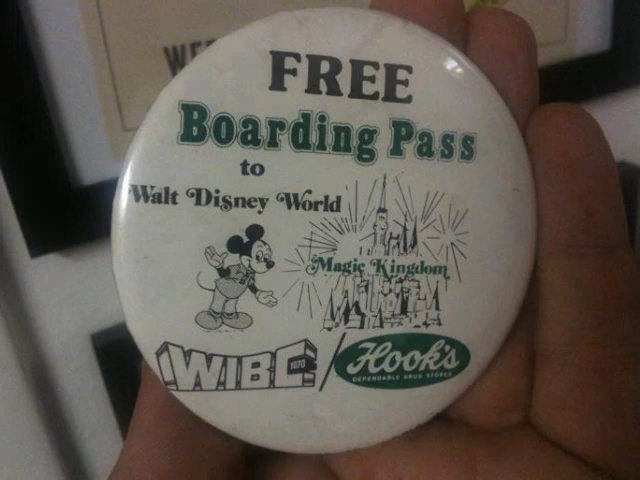 FREE
Boarding Pass
to
Walt Disney World
Magic Kingdom
WIBC 1070 / Hook's
DEPENDABLE DRUG STORES